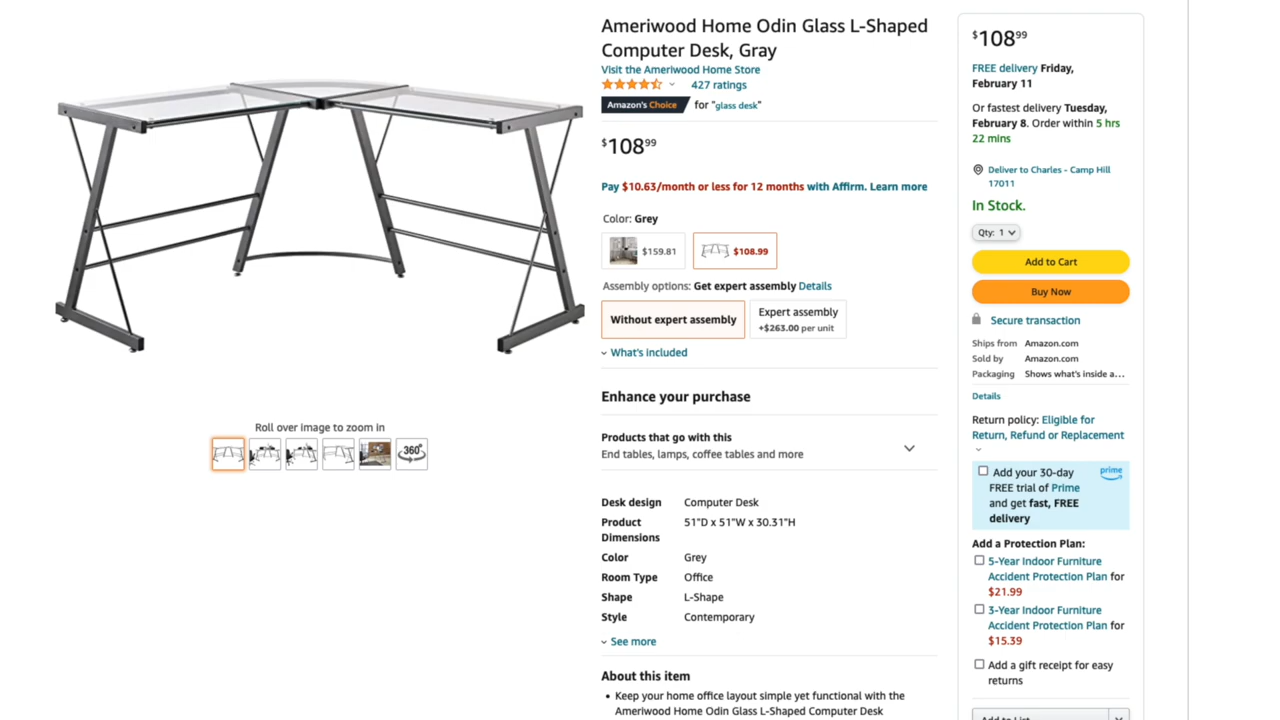 Ameriwood Home Odin Glass L-Shaped
Computer Desk, Gray
Visit the Ameriwood Home Store
427 ratings
Amazon's Choice for "glass desk"
$108⁹⁹
Pay $10.63/month or less for 12 months with Affirm. Learn more
Color: Grey
$159.81
$108.99
Assembly options: Get expert assembly Details
Without expert assembly
Expert assembly
+$263.00 per unit
What's included
Enhance your purchase
Products that go with this
End tables, lamps, coffee tables and more
Desk design Computer Desk
Product 51"D x 51"W x 30.31"H
Dimensions
Color Grey
Room Type Office
Shape L-Shape
Style Contemporary
See more
About this item
• Keep your home office layout simple yet functional with the
Ameriwood Home Odin Glass L-Shaped Computer Desk
Roll over image to zoom in
360°
$108⁹⁹
FREE delivery Friday,
February 11
Or fastest delivery Tuesday,
February 8. Order within 5 hrs
22 mins
Deliver to Charles - Camp Hill
17011
In Stock.
Qty: 1
Add to Cart
Buy Now
Secure transaction
Ships from Amazon.com
Sold by Amazon.com
Packaging Shows what's inside a...
Details
Return policy: Eligible for
Return, Refund or Replacement
Add your 30-day
FREE trial of Prime
and get fast, FREE
delivery
prime
Add a Protection Plan:
5-Year Indoor Furniture
Accident Protection Plan for
$21.99
3-Year Indoor Furniture
Accident Protection Plan for
$15.39
Add a gift receipt for easy
returns
Add to List